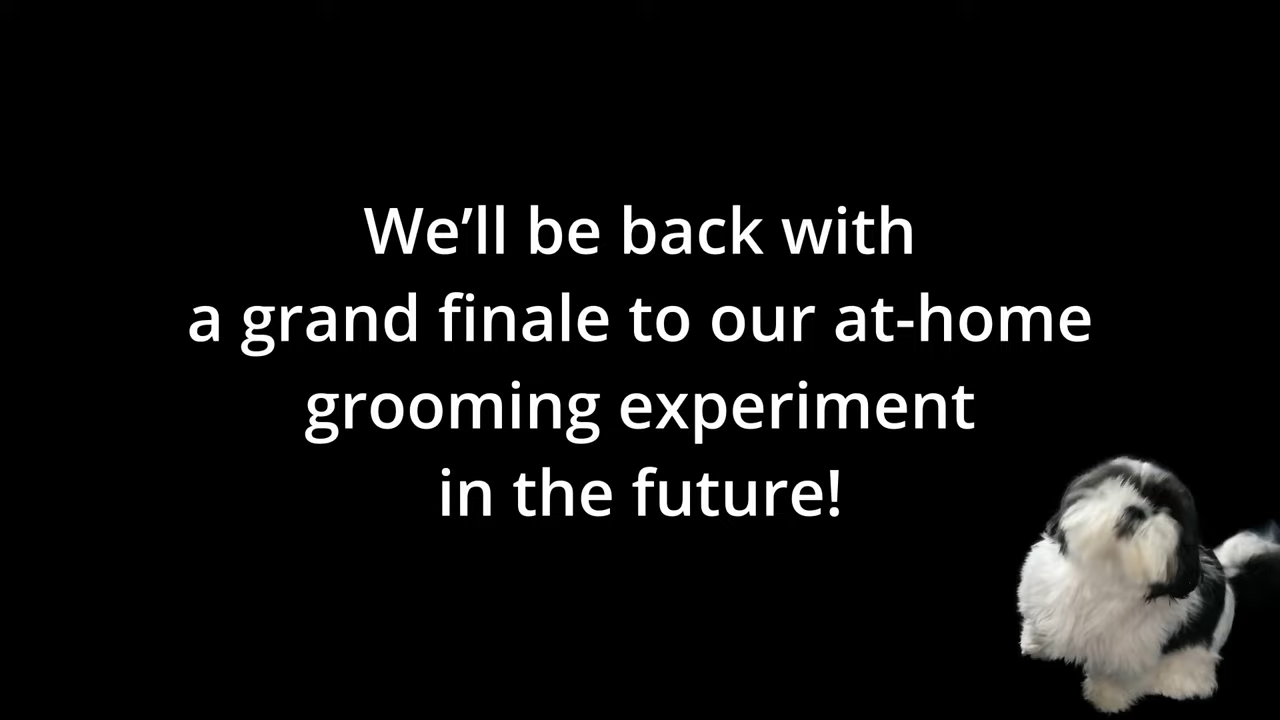 We’ll be back with
a grand finale to our at-home
grooming experiment
in the future!